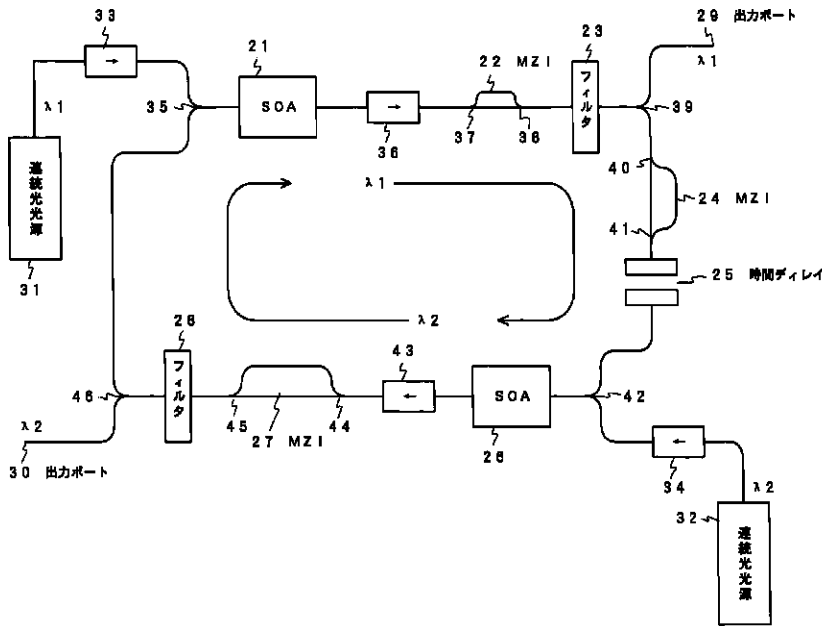 33
λ1
連続光光源
31
35
21
SOA
36
22 MZI
37
38
23
フィルタ
29 出力ポート
λ1
39
40
24 MZI
41
25 時間ディレイ
λ1
λ2
28
フィルタ
46
λ2
30 出力ポート
45
27 MZI
44
43
SOA
26
42
34
λ2
32
連続光光源